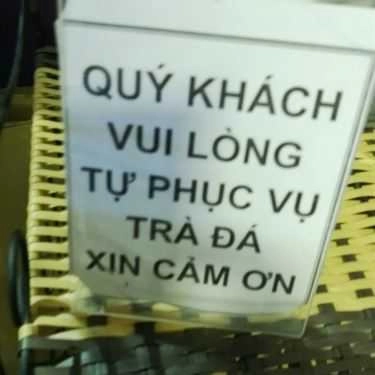 QUÝ KHÁCH
VUI LÒNG
TỰ PHỤC VỤ
TRÀ ĐÁ
XIN CẢM ƠN